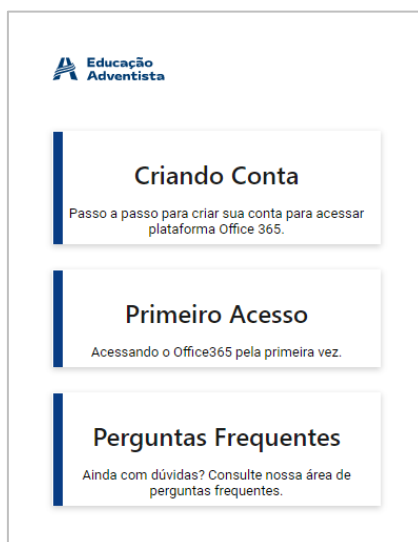 Educação
Adventista
Criando Conta
Passo a passo para criar sua conta para acessar
plataforma Office 365.
Primeiro Acesso
Acessando o Office365 pela primeira vez.
Perguntas Frequentes
Ainda com dúvidas? Consulte nossa área de
perguntas frequentes.